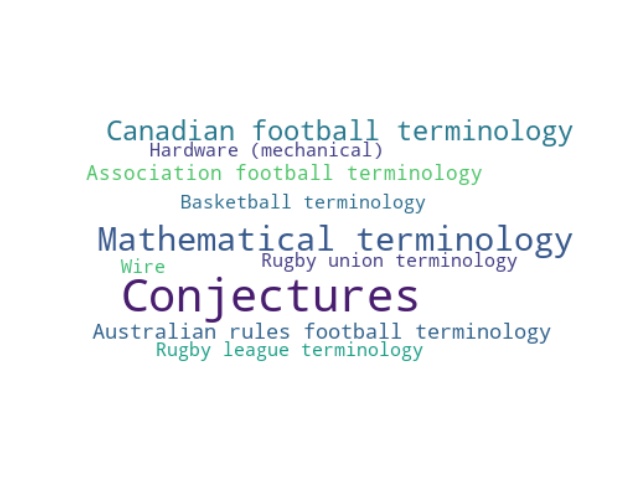 Canadian football terminology
Hardware (mechanical)
Association football terminology
Basketball terminology
Mathematical terminology
Rugby union terminology
Wire
Conjectures
Australian rules football terminology
Rugby league terminology